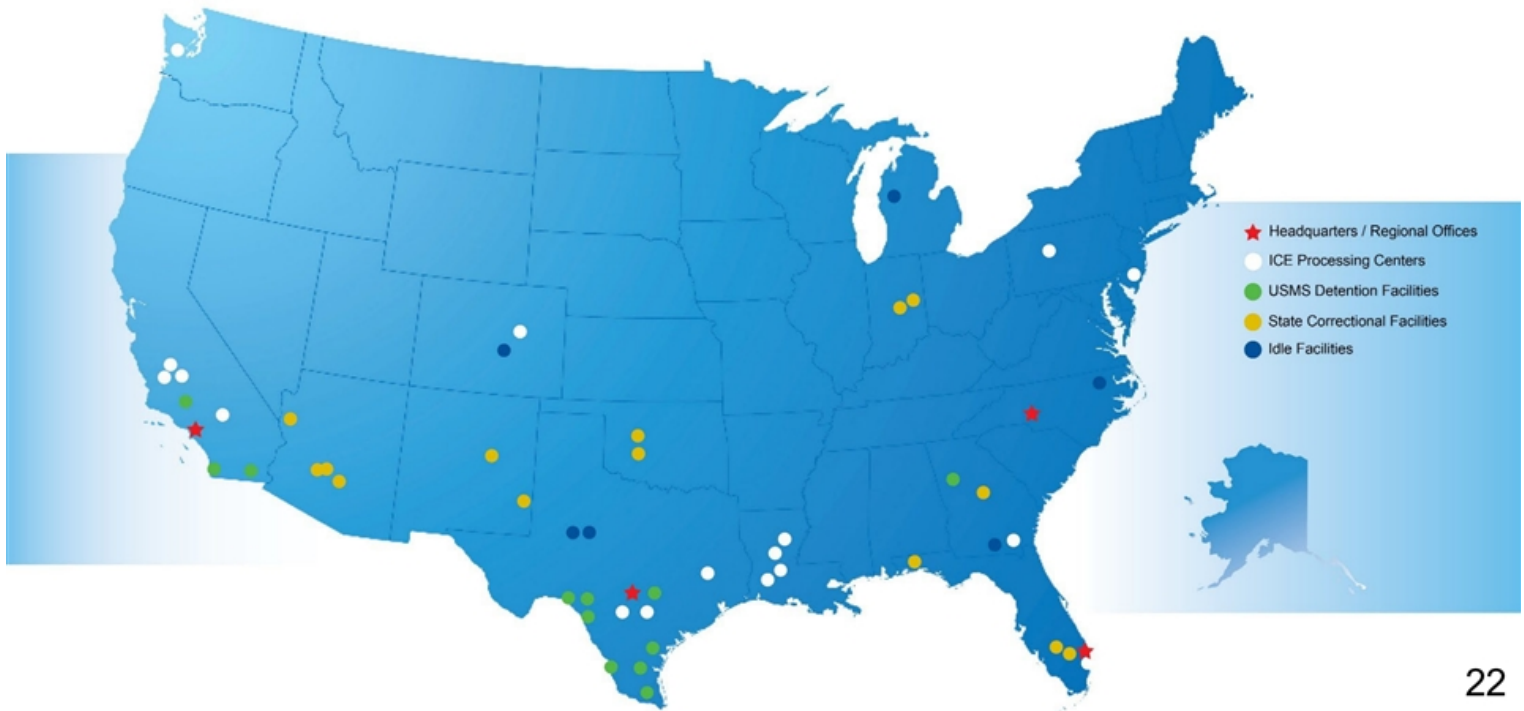 Headquarters / Regional Offices
ICE Processing Centers
USMS Detention Facilities
State Correctional Facilities
Idle Facilities
22